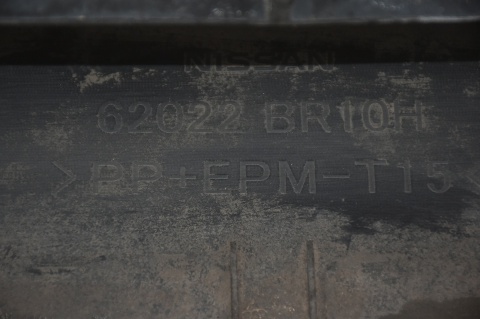 NISSAN
62022 BR10H
>PP+EPM-T15<